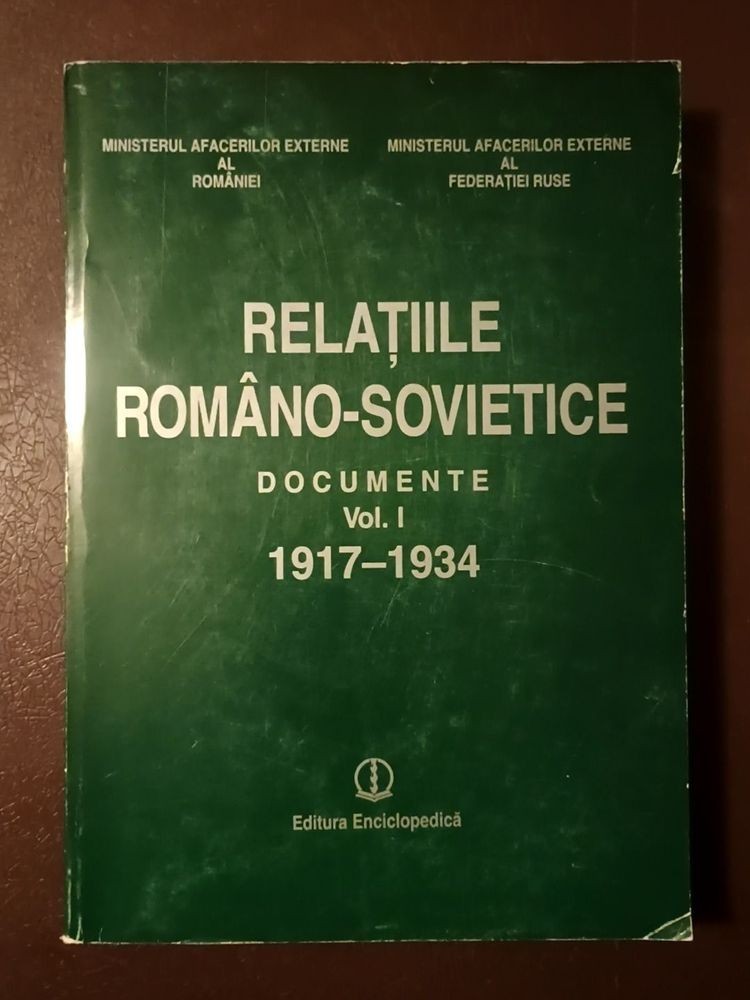 MINISTERUL AFACERILOR EXTERNE
AL
ROMÂNIEI
MINISTERUL AFACERILOR EXTERNE
AL
FEDERAȚIEI RUSE
RELAȚIILE
ROMÂNO-SOVIETICE
DOCUMENTE
Vol. I
1917–1934
Editura Enciclopedică